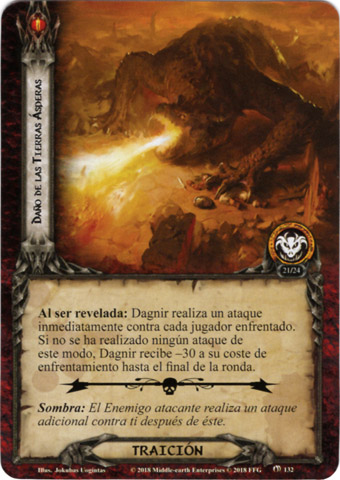 DAÑO DE LAS TIERRAS ÁSPERAS
21/24
Al ser revelada: Dagnir realiza un ataque
inmediatamente contra cada jugador enfrentado.
Si no se ha realizado ningún ataque de
este modo, Dagnir recibe –30 a su coste de
enfrentamiento hasta el final de la ronda.
Sombra: El Enemigo atacante realiza un ataque
adicional contra ti después de éste.
TRAICIÓN
Illus. Jokubas Uogintas
© 2018 Middle-earth Enterprises © 2018 FFG
132